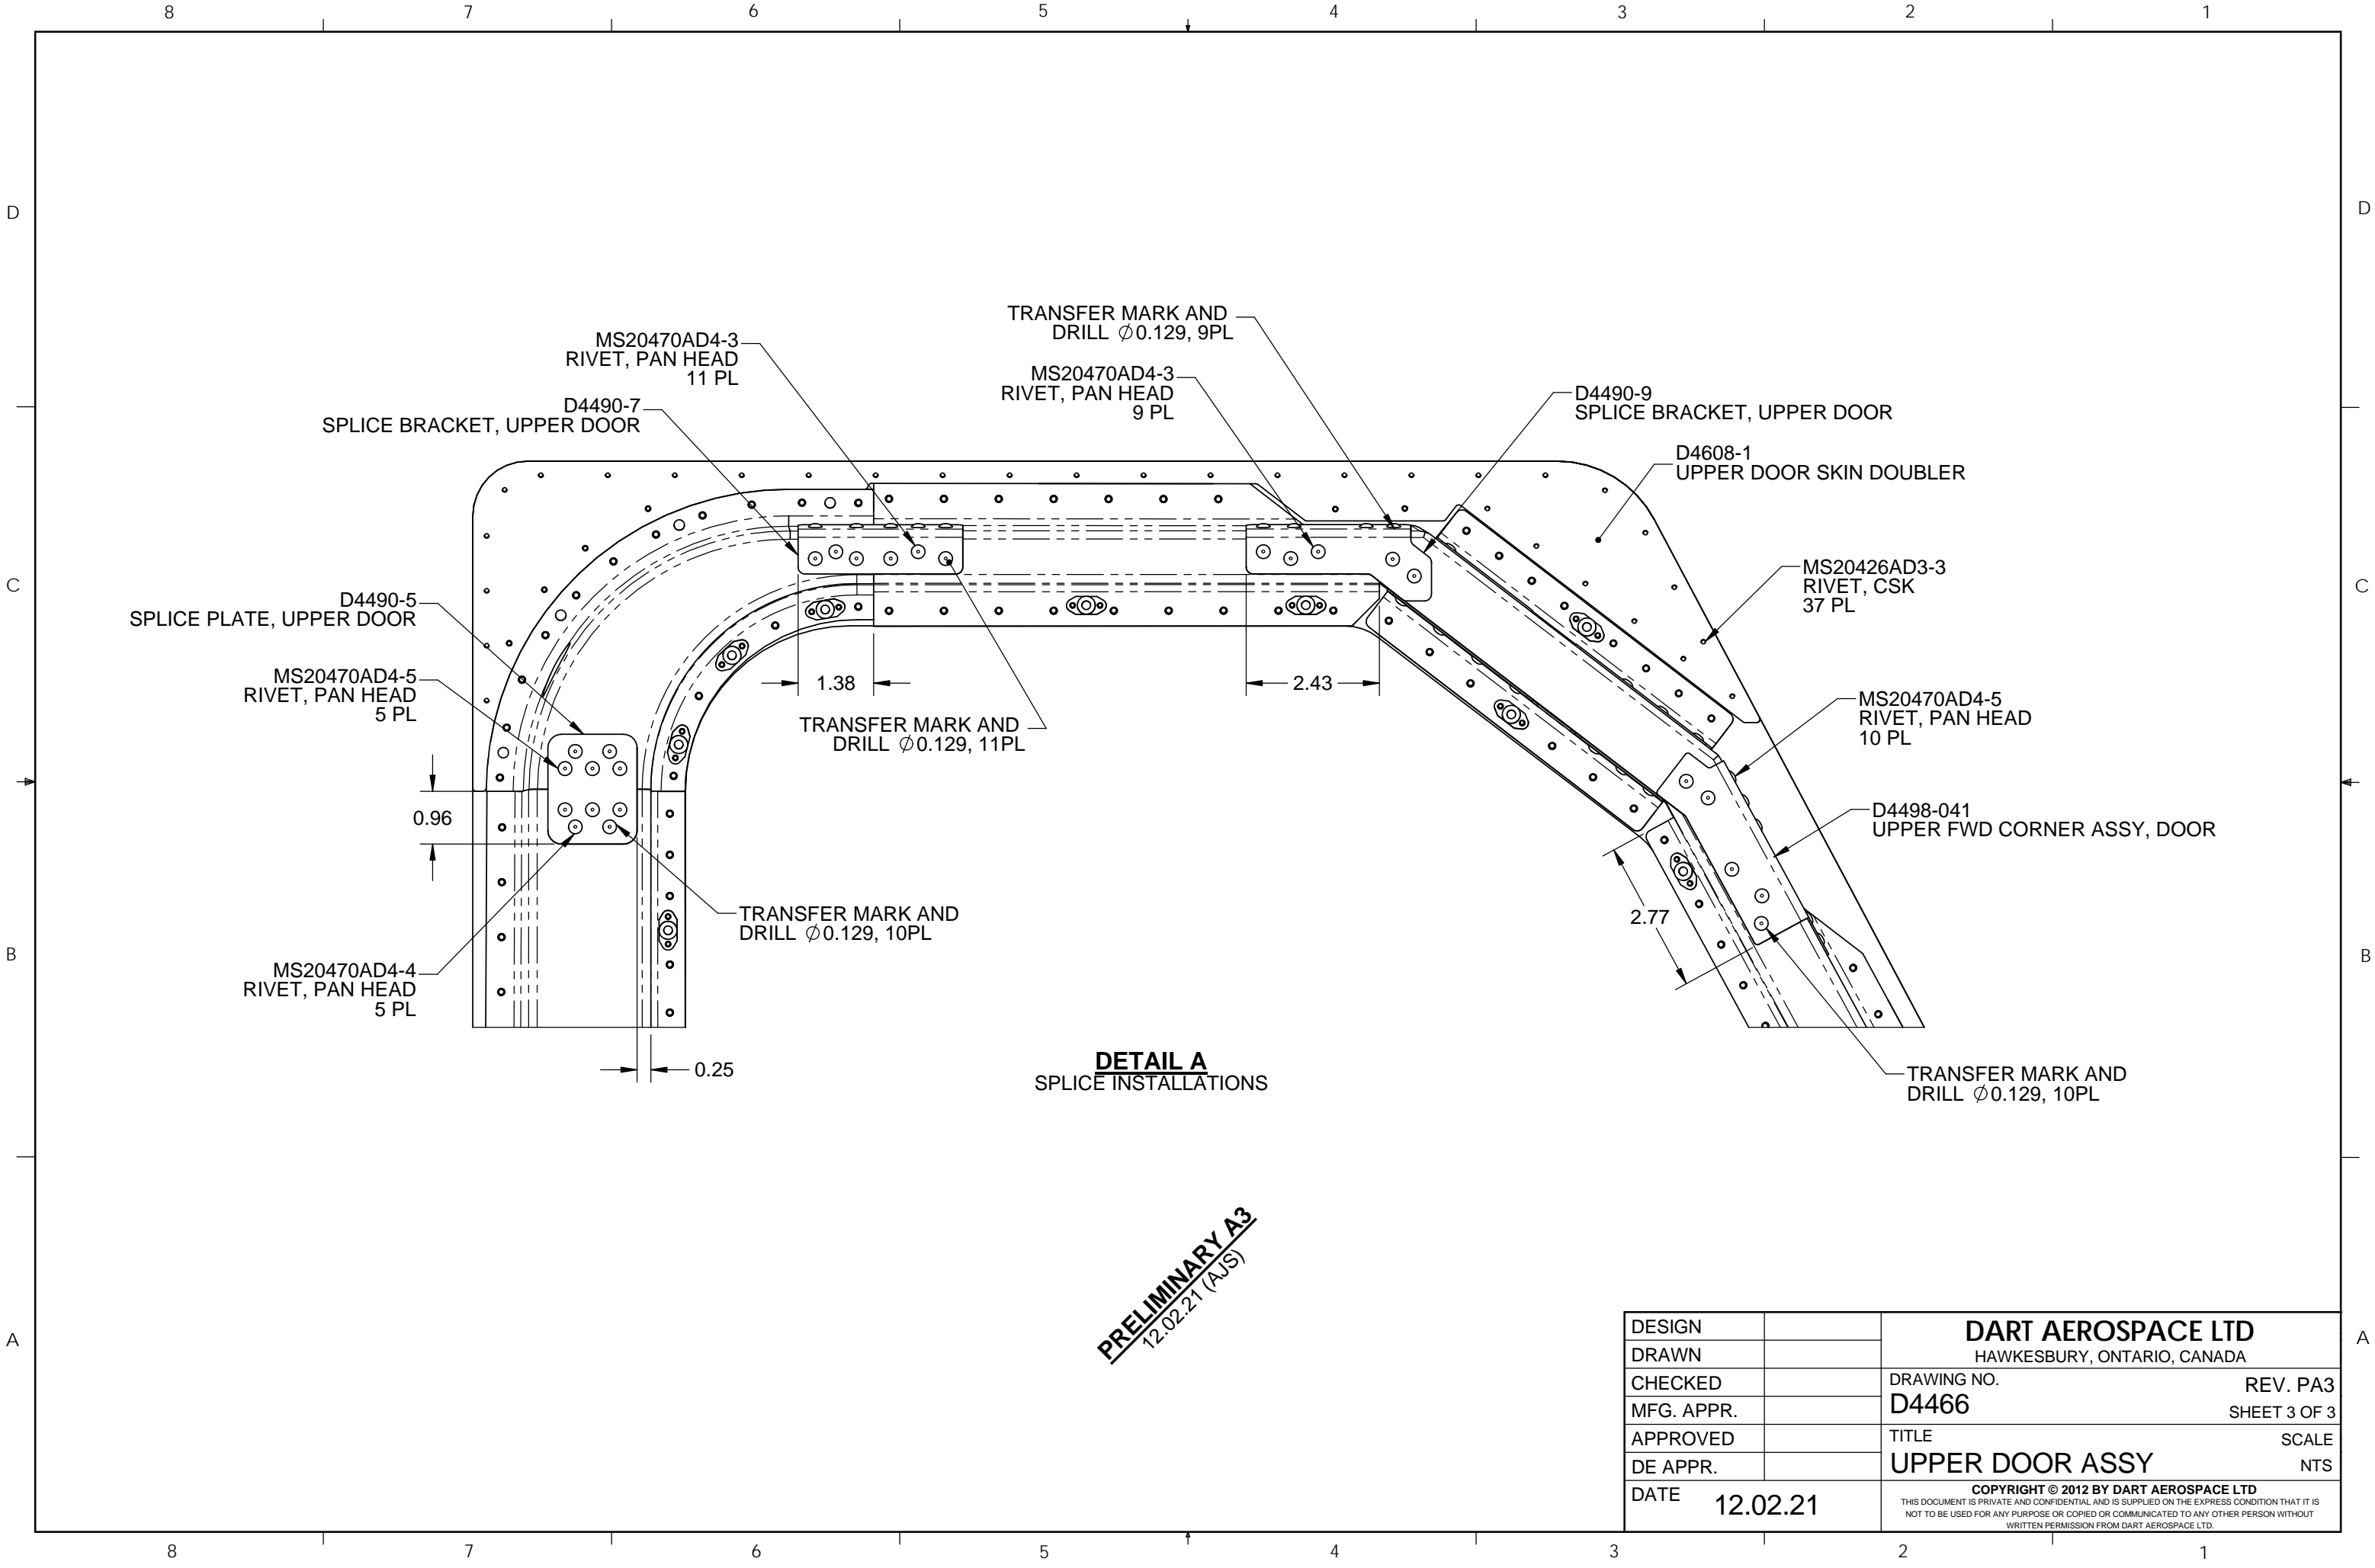 8 7 6 5 4 3 2 1
D
D
C
C
B
B
A
A
TRANSFER MARK AND
DRILL ∅0.129, 9PL
MS20470AD4-3
RIVET, PAN HEAD
11 PL
MS20470AD4-3
RIVET, PAN HEAD
9 PL
D4490-7
SPLICE BRACKET, UPPER DOOR
D4490-9
SPLICE BRACKET, UPPER DOOR
D4608-1
UPPER DOOR SKIN DOUBLER
MS20426AD3-3
RIVET, CSK
37 PL
D4490-5
SPLICE PLATE, UPPER DOOR
MS20470AD4-5
RIVET, PAN HEAD
5 PL
1.38
2.43
TRANSFER MARK AND
DRILL ∅0.129, 11PL
MS20470AD4-5
RIVET, PAN HEAD
10 PL
0.96
D4498-041
UPPER FWD CORNER ASSY, DOOR
TRANSFER MARK AND
DRILL ∅0.129, 10PL
2.77
MS20470AD4-4
RIVET, PAN HEAD
5 PL
0.25
DETAIL A
SPLICE INSTALLATIONS
TRANSFER MARK AND
DRILL ∅0.129, 10PL
PRELIMINARY A3
12.02.21 (AJS)
DESIGN
DRAWN
CHECKED
MFG. APPR.
APPROVED
DE APPR.
DATE 12.02.21
DART AEROSPACE LTD
HAWKESBURY, ONTARIO, CANADA
DRAWING NO. REV. PA3
D4466 SHEET 3 OF 3
TITLE SCALE
UPPER DOOR ASSY NTS
COPYRIGHT © 2012 BY DART AEROSPACE LTD
THIS DOCUMENT IS PRIVATE AND CONFIDENTIAL AND IS SUPPLIED ON THE EXPRESS CONDITION THAT IT IS
NOT TO BE USED FOR ANY PURPOSE OR COPIED OR COMMUNICATED TO ANY OTHER PERSON WITHOUT
WRITTEN PERMISSION FROM DART AEROSPACE LTD.
8 7 6 5 4 3 2 1